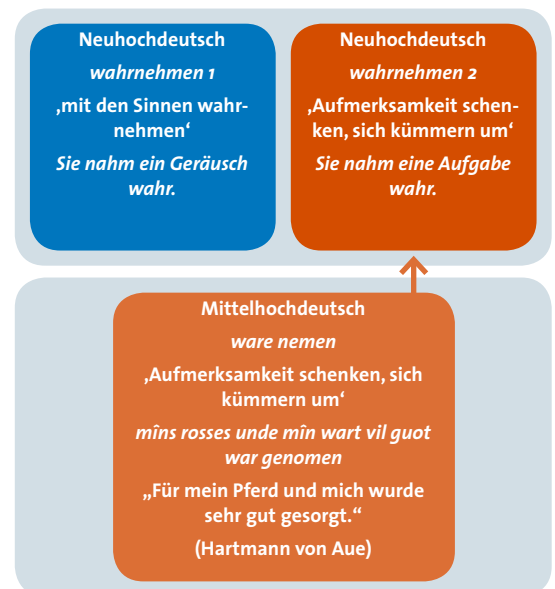 Neuhochdeutsch
wahrnehmen 1
‚mit den Sinnen wahr-
nehmen‘
Sie nahm ein Geräusch
wahr.
Neuhochdeutsch
wahrnehmen 2
‚Aufmerksamkeit schen-
ken, sich kümmern um‘
Sie nahm eine Aufgabe
wahr.
Mittelhochdeutsch
ware nemen
‚Aufmerksamkeit schenken, sich
kümmern um‘
mîns rosses unde mîn wart vil guot
war genomen
„Für mein Pferd und mich wurde
sehr gut gesorgt.“
(Hartmann von Aue)